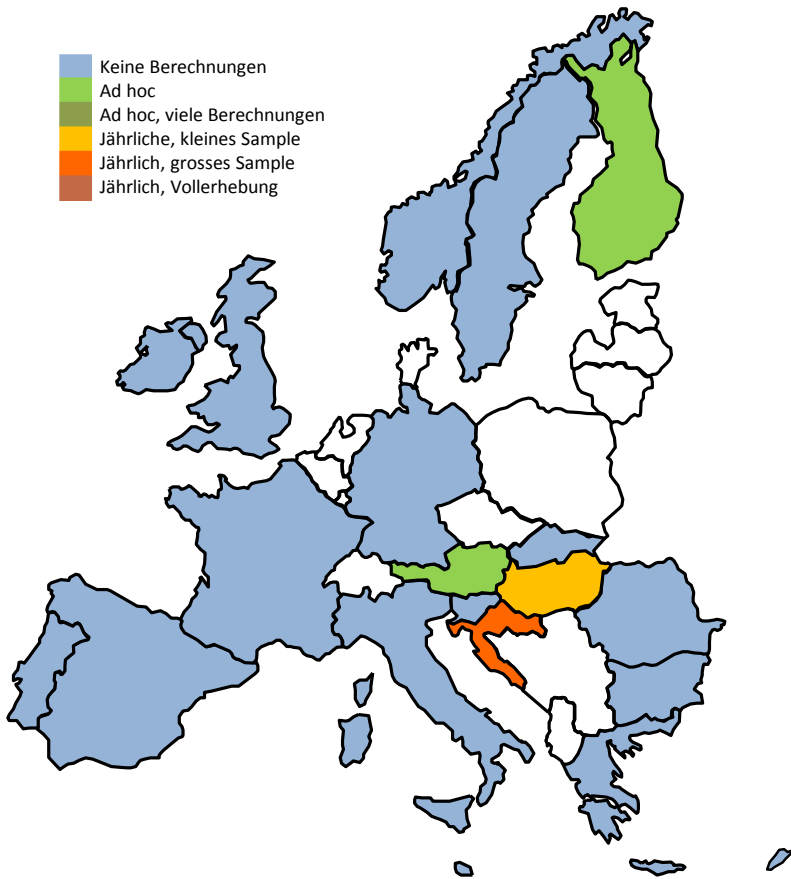 Keine Berechnungen
Ad hoc
Ad hoc, viele Berechnungen
Jährliche, kleines Sample
Jährlich, grosses Sample
Jährlich, Vollerhebung